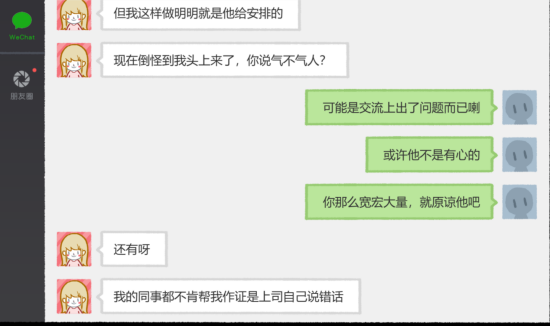 但我这样做明明就是他给安排的
WeChat
现在倒怪到我头上来了，你说气不气人？
朋友圈
可能是交流上出了问题而已喇
或许他不是有心的
你那么宽宏大量，就原谅他吧
还有呀
我的同事都不肯帮我作证是上司自己说错话